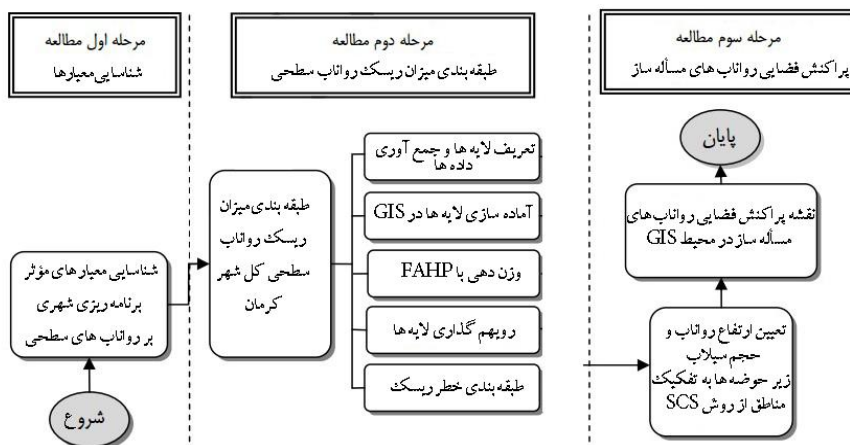 مرحله اول مطالعه
شناسایی معیارها
مرحله دوم مطالعه
طبقه بندی میزان ریسک رواناب سطحی
مرحله سوم مطالعه
پراکنش فضایی رواناب های مسأله ساز
شناسایی معیارهای مؤثر
برنامه ریزی شهری
بر رواناب های سطحی
شروع
طبقه بندی میزان
ریسک رواناب
سطحی کل شهر
کرمان
تعریف لایه ها و جمع آوری
داده ها
آماده سازی لایه ها در GIS
وزن دهی با FAHP
رویهم گذاری لایه ها
طبقه بندی خطر ریسک
پایان
نقشه پراکنش فضایی رواناب‌های
مسأله ساز در محیط GIS
تعیین ارتفاع رواناب و
حجم سیلاب
زیر حوضه ها به تفکیک
مناطق از روش SCS